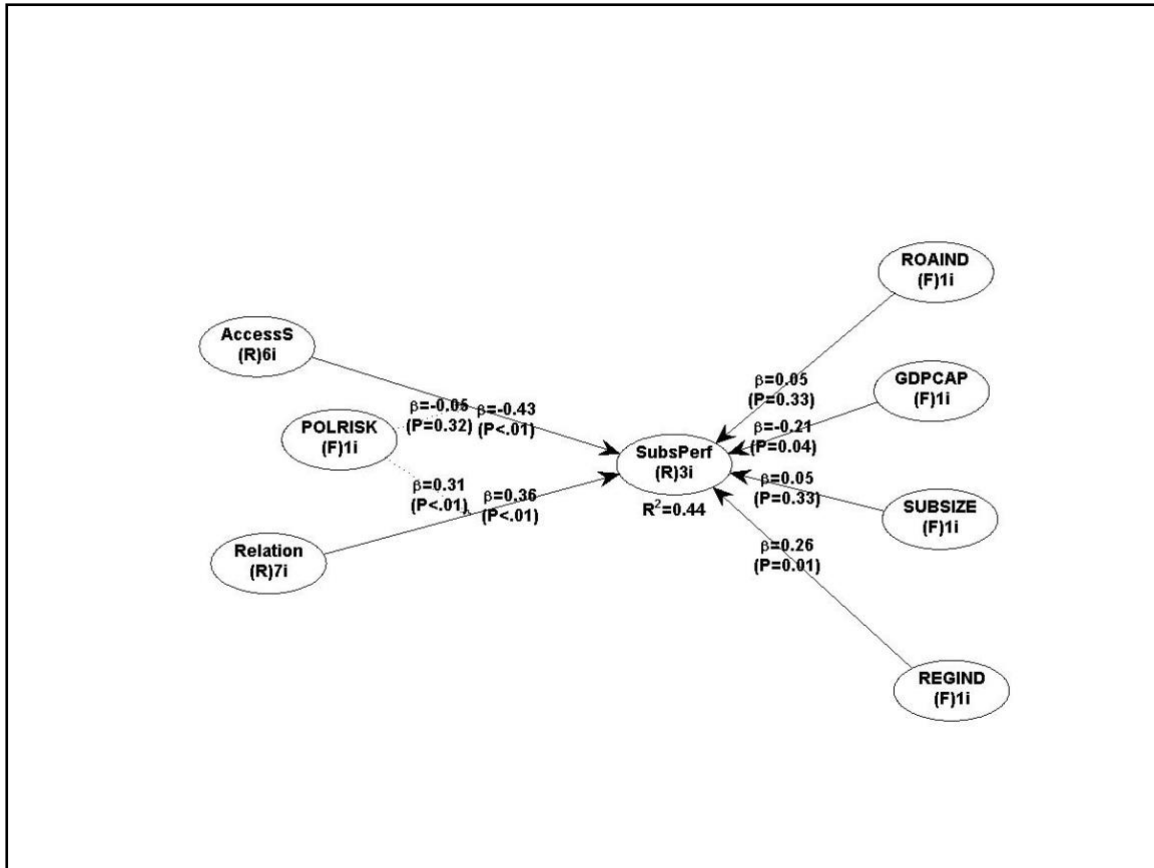 ROAIND
(F)1i
AccessS
(R)6i
GDPCAP
(F)1i
β=0.05
(P=0.33)
β=-0.05
(P=0.32)
β=-0.43
(P<.01)
POLRISK
(F)1i
β=-0.21
(P=0.04)
SubsPerf
(R)3i
R²=0.44
β=0.05
(P=0.33)
SUBSIZE
(F)1i
β=0.31
(P<.01)
β=0.36
(P<.01)
Relation
(R)7i
β=0.26
(P=0.01)
REGIND
(F)1i